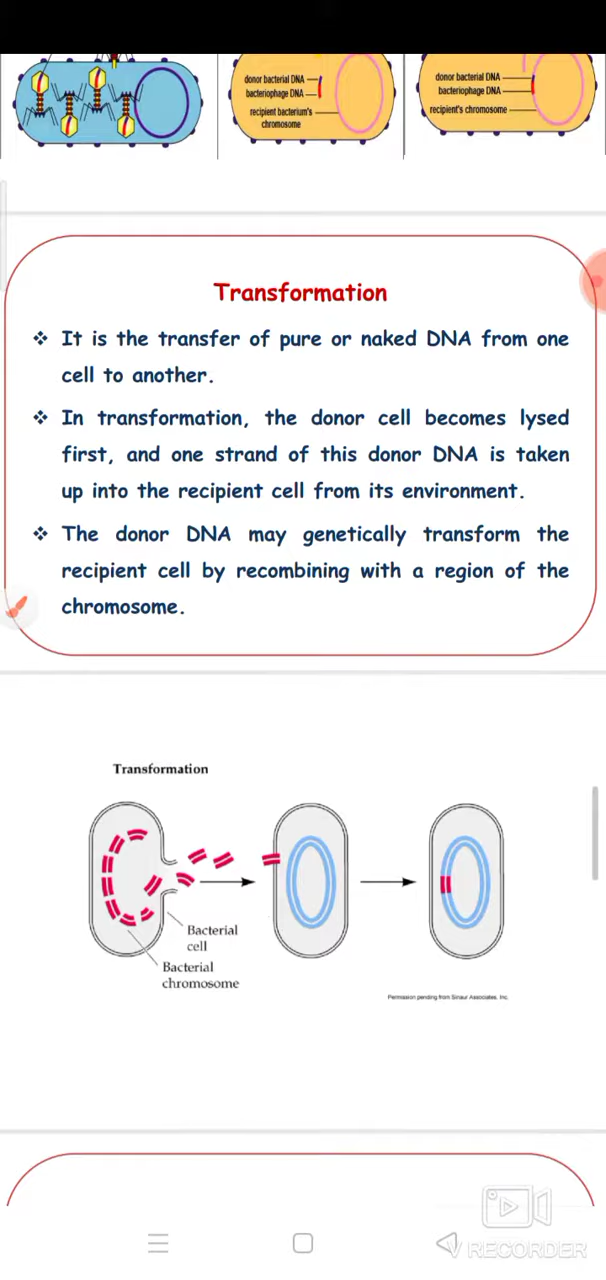 donor bacterial DNA
bacteriophage DNA
recipient bacterium's
chromosome
donor bacterial DNA
bacteriophage DNA
recipient's chromosome
Transformation
❖ It is the transfer of pure or naked DNA from one
cell to another.
❖ In transformation, the donor cell becomes lysed
first, and one strand of this donor DNA is taken
up into the recipient cell from its environment.
❖ The donor DNA may genetically transform the
recipient cell by recombining with a region of the
chromosome.
Transformation
Bacterial
cell
Bacterial
chromosome
Permission pending from Sinaur Associates, Inc.
V RECORDER